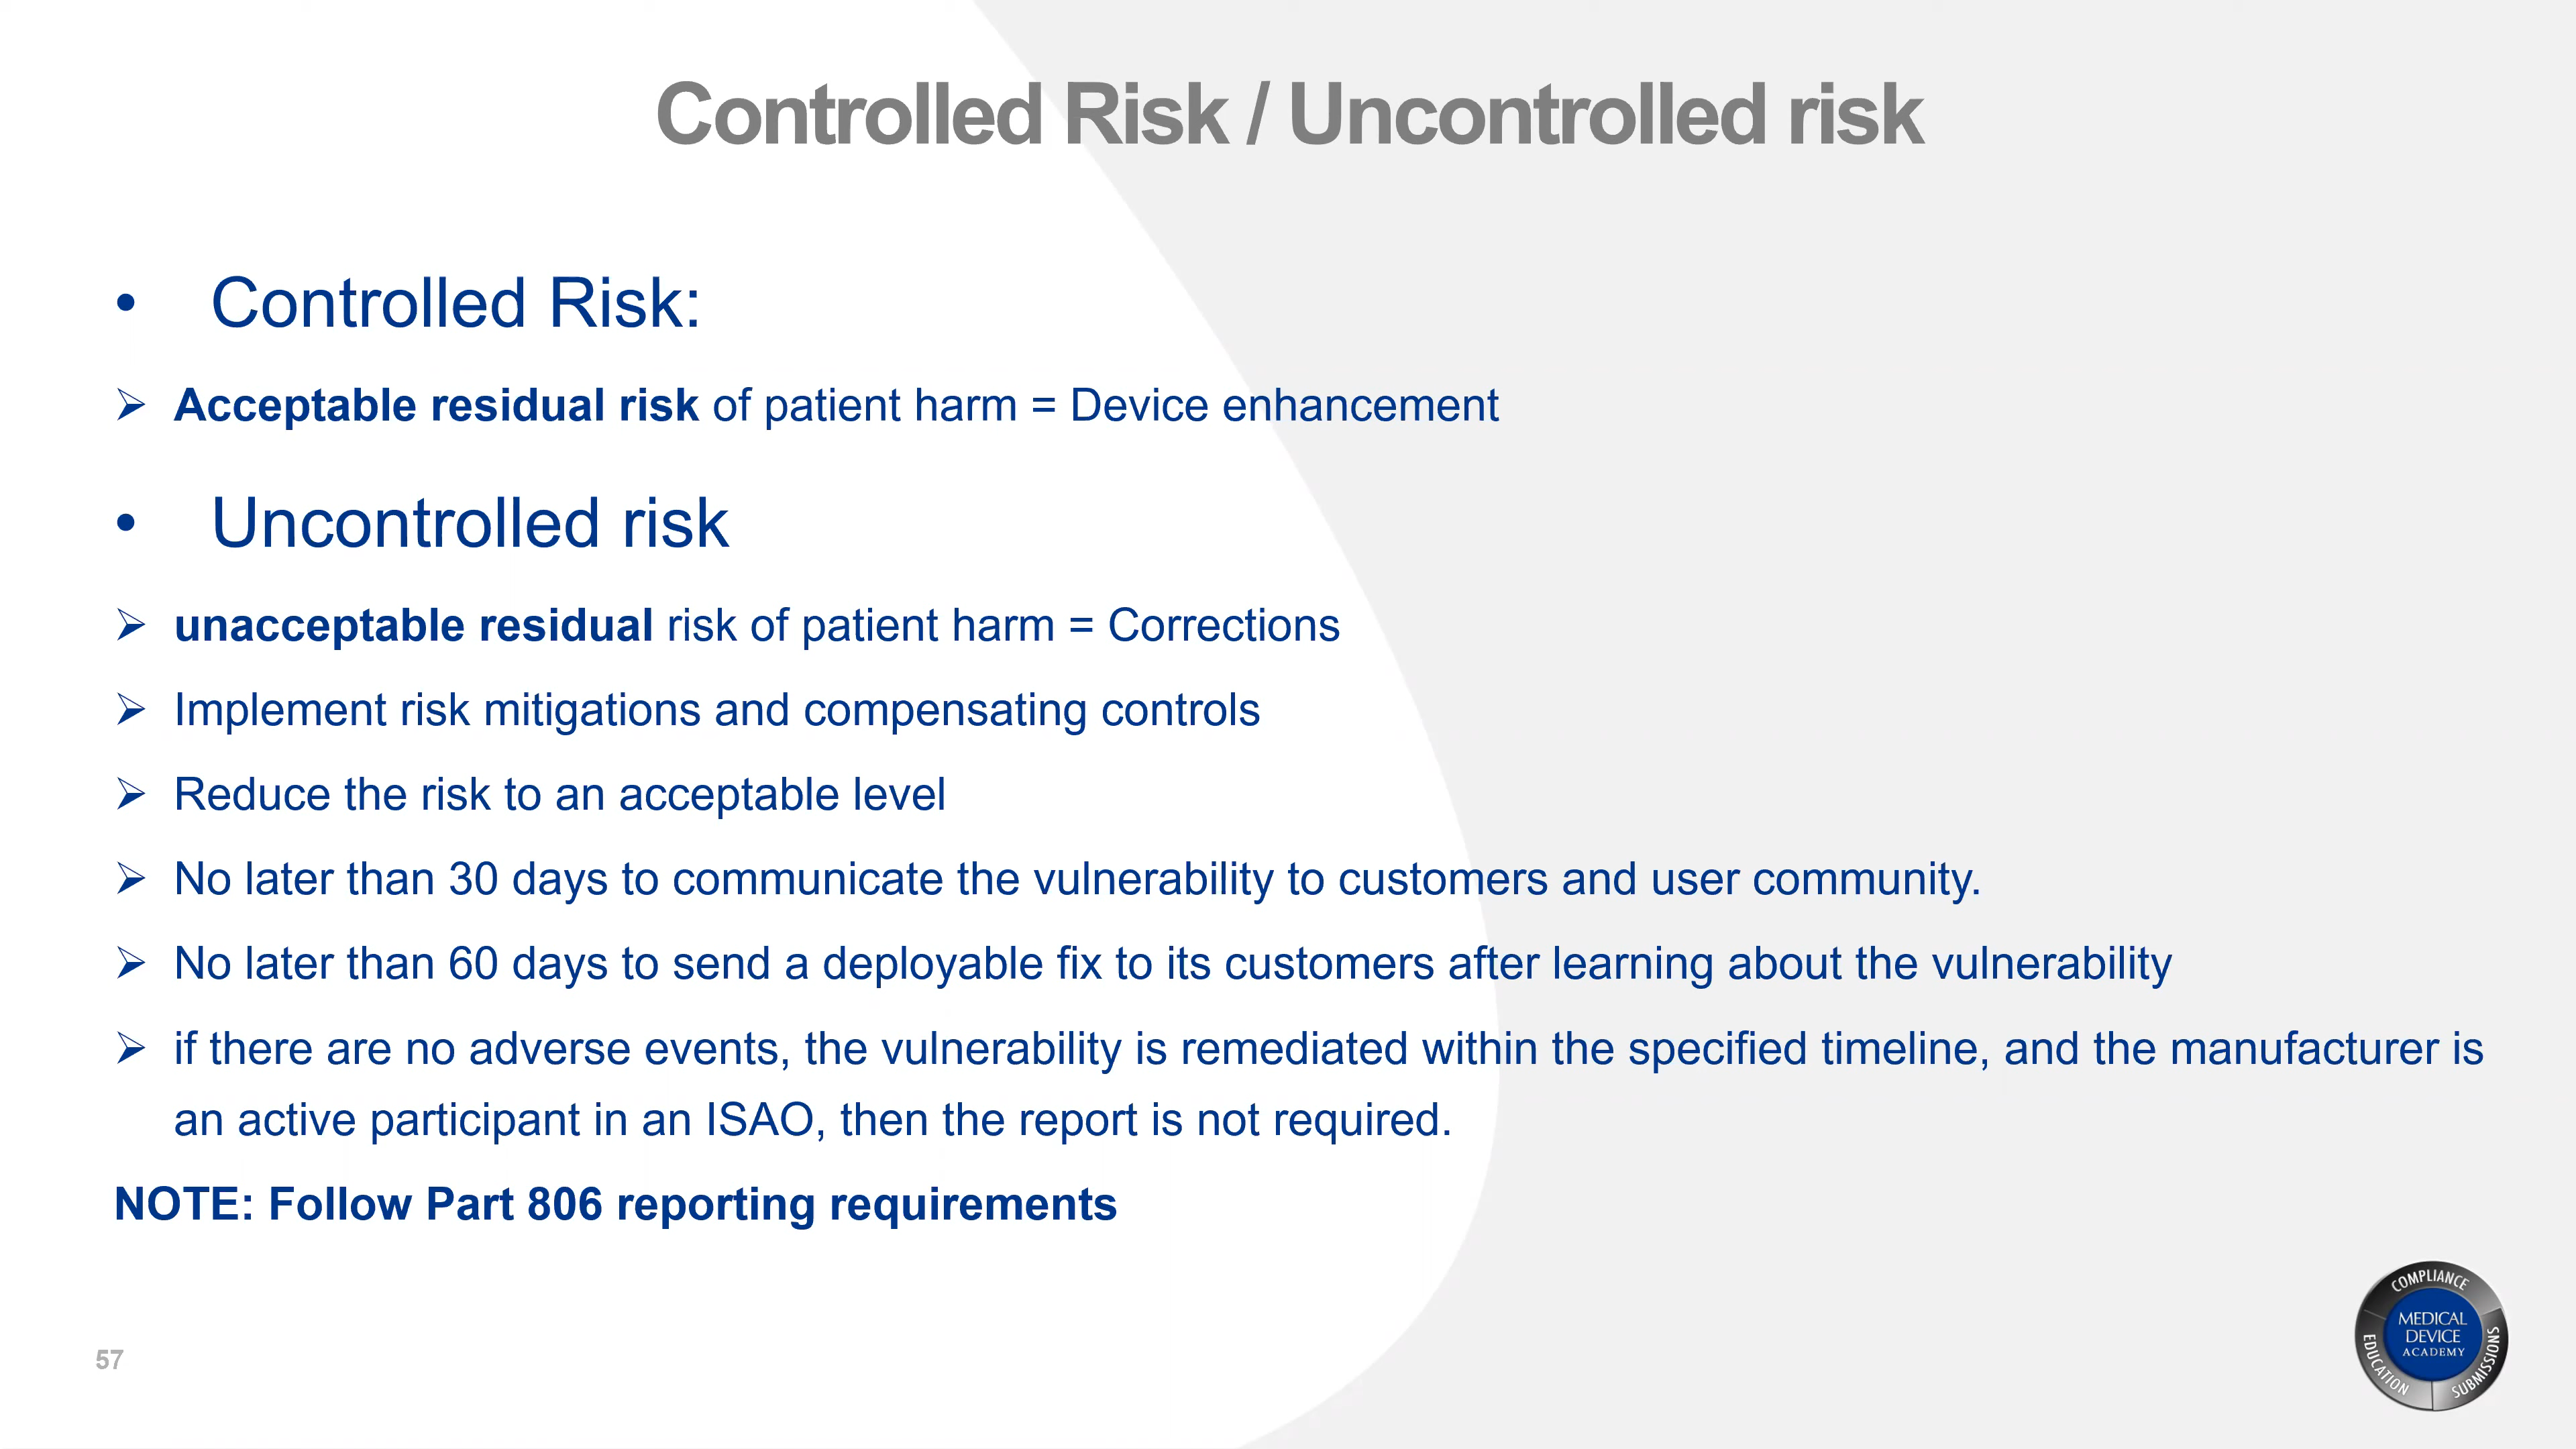 Controlled Risk / Uncontrolled risk
• Controlled Risk:
➢ Acceptable residual risk of patient harm = Device enhancement
• Uncontrolled risk
➢ unacceptable residual risk of patient harm = Corrections
➢ Implement risk mitigations and compensating controls
➢ Reduce the risk to an acceptable level
➢ No later than 30 days to communicate the vulnerability to customers and user community.
➢ No later than 60 days to send a deployable fix to its customers after learning about the vulnerability
➢ if there are no adverse events, the vulnerability is remediated within the specified timeline, and the manufacturer is
an active participant in an ISAO, then the report is not required.
NOTE: Follow Part 806 reporting requirements
57
COMPLIANCE
MEDICAL
DEVICE
ACADEMY
EDUCATION
SUBMISSIONS